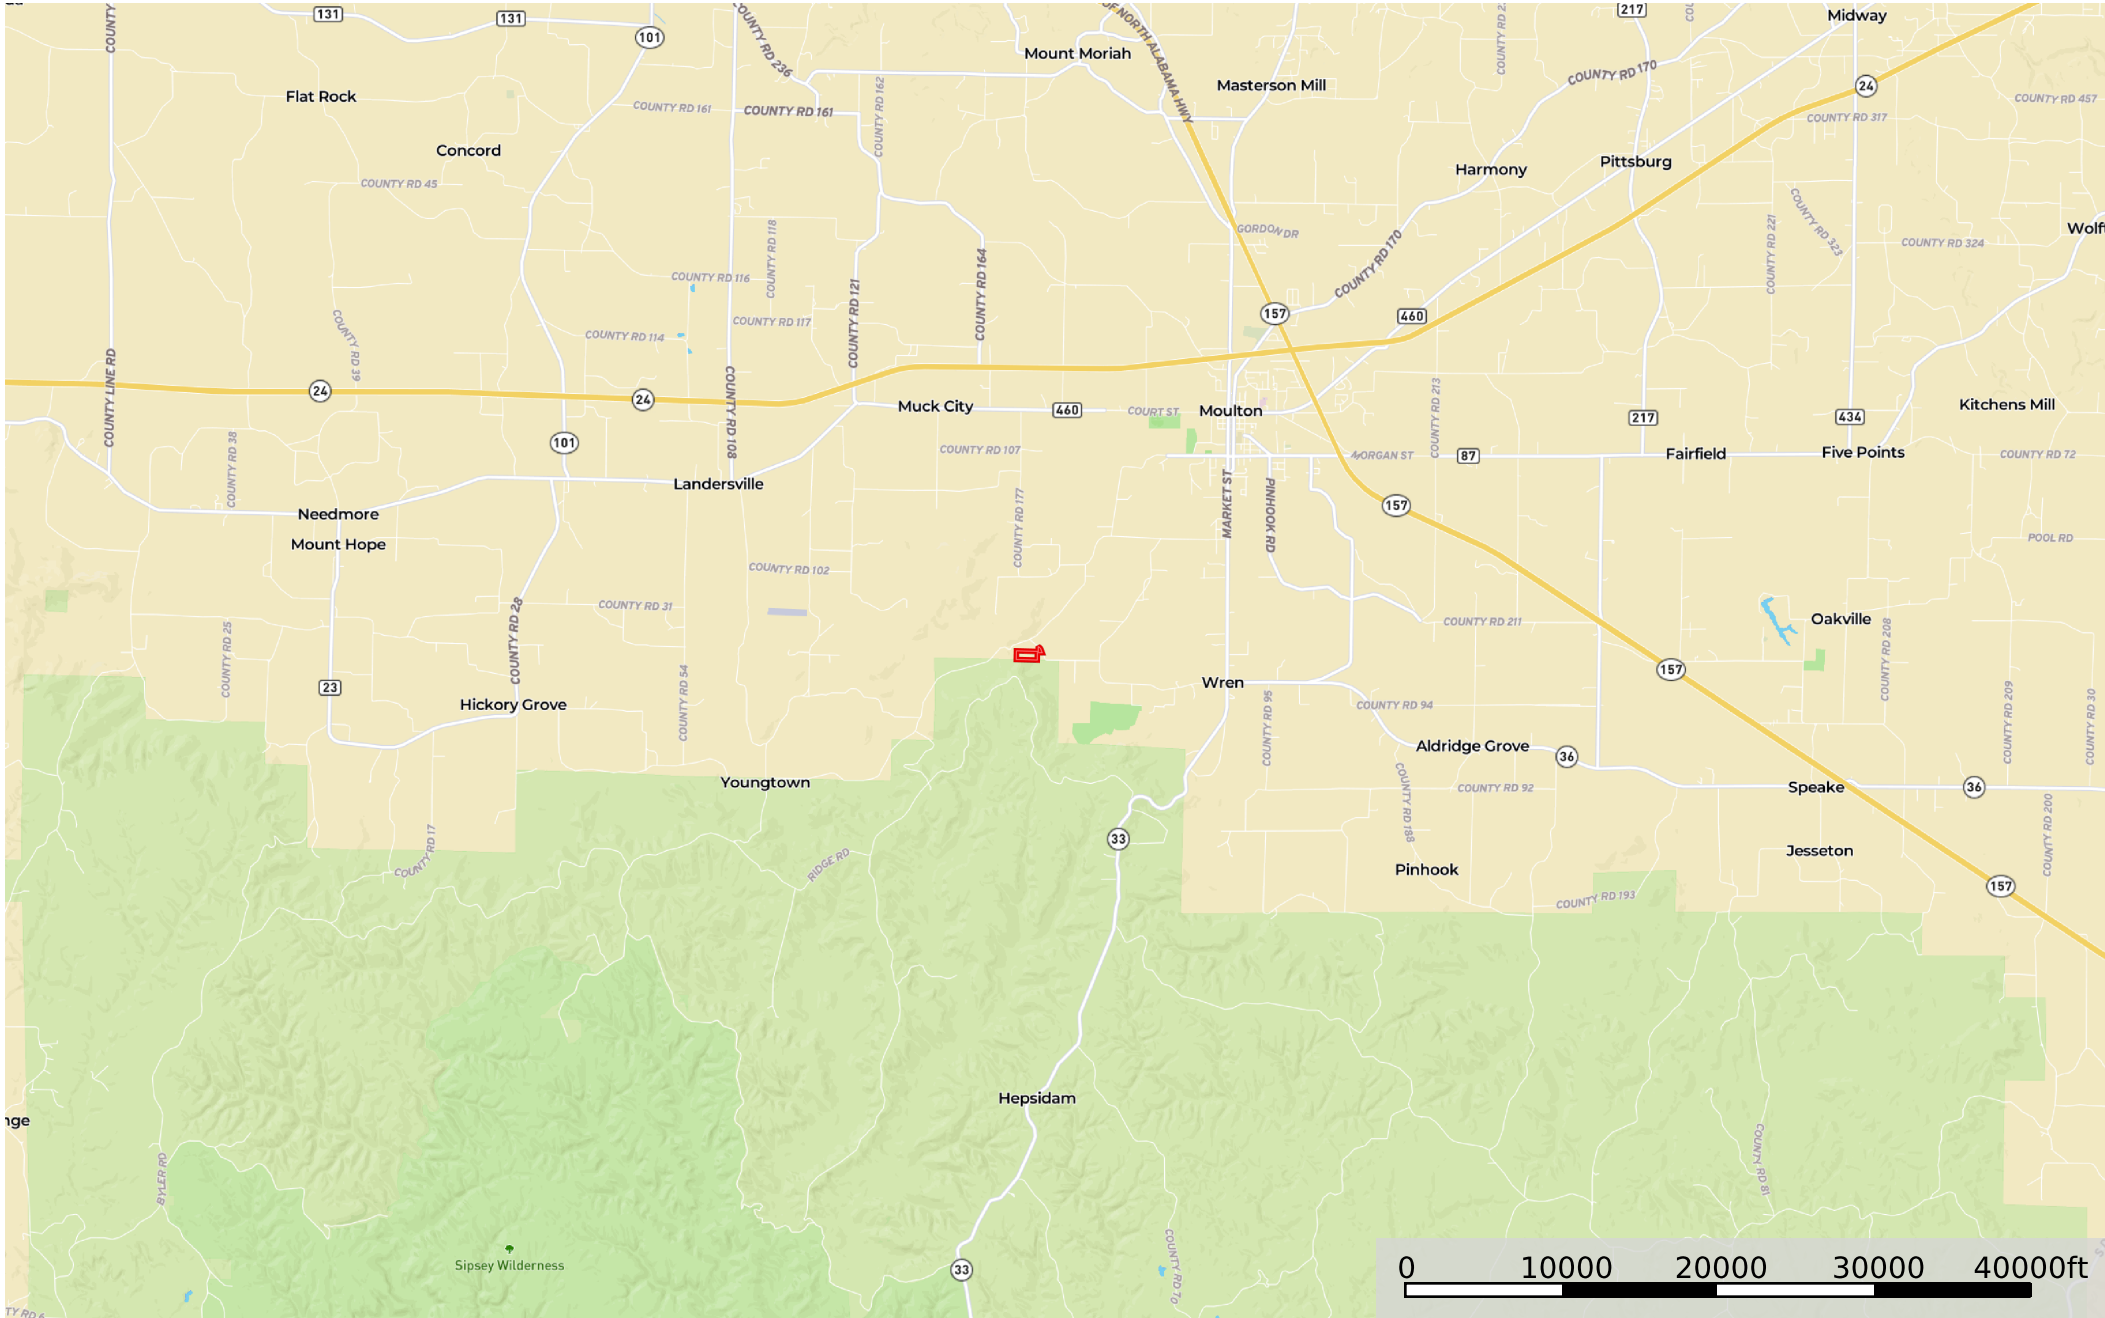 131
131
101
COUNTY RD 236
OF NORTH ALABAMA HWY
217
Midway
Mount Moriah
Masterson Mill
COUNTY RD 170
24
Flat Rock
COUNTY RD 161
COUNTY RD 161
COUNTY RD 162
COUNTY RD 457
COUNTY RD 317
Concord
Harmony
Pittsburg
COUNTY RD 45
COUNTY RD 118
GORDON DR
COUNTY RD 170
COUNTY RD 221
COUNTY RD 323
COUNTY RD 324
COUNTY RD 116
COUNTY RD 121
COUNTY RD 164
157
460
COUNTY RD 117
COUNTY RD 114
COUNTY RD 39
COUNTY LINE RD
24
24
COUNTY RD 108
Muck City
460
COURT ST
Moulton
COUNTY RD 213
217
434
Kitchens Mill
COUNTY RD 38
101
COUNTY RD 107
MORGAN ST
87
Fairfield
Five Points
COUNTY RD 72
Landersville
COUNTY RD 177
MARKET ST
PINHOOK RD
157
Needmore
Mount Hope
POOL RD
COUNTY RD 102
COUNTY RD 31
COUNTY RD 28
COUNTY RD 25
COUNTY RD 211
Oakville
COUNTY RD 208
157
23
COUNTY RD 54
Wren
COUNTY RD 95
COUNTY RD 94
COUNTY RD 209
COUNTY RD 30
Hickory Grove
Aldridge Grove
36
Youngtown
COUNTY RD 188
COUNTY RD 92
Speake
36
COUNTY RD 200
33
COUNTY RD 17
RIDGE RD
Pinhook
Jesseton
157
COUNTY RD 193
Hepsidam
BYLER RD
COUNTY RD 81
Sipsey Wilderness
33
0 10000 20000 30000 40000ft